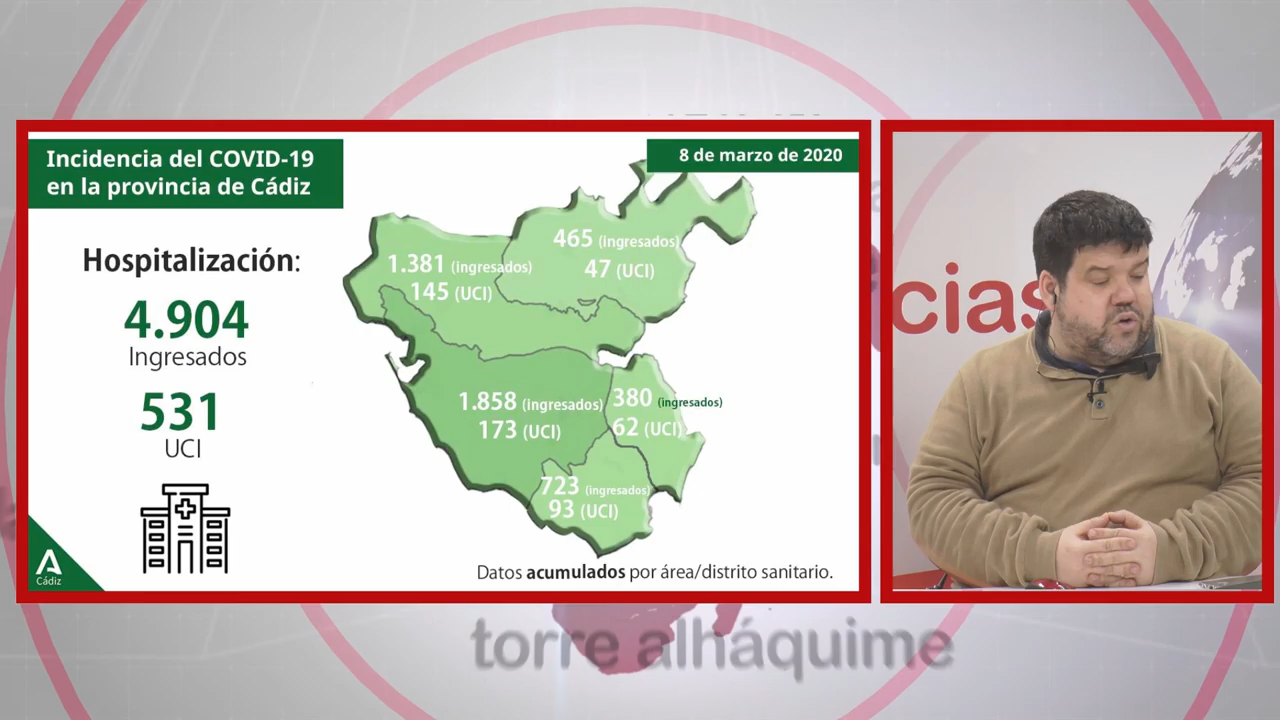 Incidencia del COVID-19
en la provincia de Cádiz
8 de marzo de 2020
Hospitalización:
4.904
Ingresados
531
UCI
465 (ingresados)
47 (UCI)
1.381 (ingresados)
145 (UCI)
1.858 (ingresados)
173 (UCI)
380 (ingresados)
62 (UCI)
723 (ingresados)
93 (UCI)
Datos acumulados por área/distrito sanitario.
A
Cádiz
cias
torre alháquime